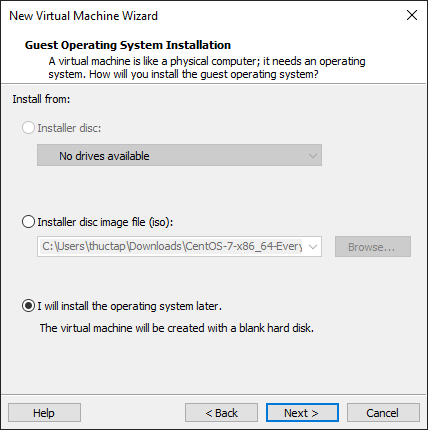 New Virtual Machine Wizard
Guest Operating System Installation
A virtual machine is like a physical computer; it needs an operating
system. How will you install the guest operating system?
Install from:
Installer disc:
No drives available
Installer disc image file (iso):
C:\Users\thuctap\Downloads\CentOS-7-x86_64-Every
Browse...
I will install the operating system later.
The virtual machine will be created with a blank hard disk.
Help
< Back
Next >
Cancel